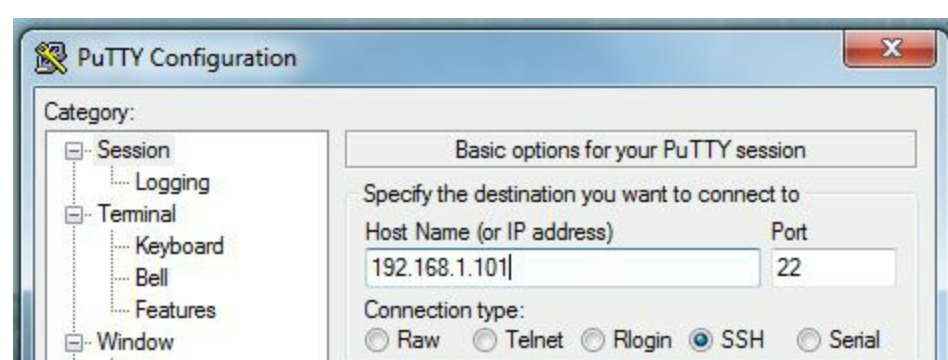 PuTTY Configuration
Category:
Session
Logging
Terminal
Keyboard
Bell
Features
Window
Basic options for your PuTTY session
Specify the destination you want to connect to
Host Name (or IP address) Port
192.168.1.101 22
Connection type:
Raw Telnet Rlogin SSH Serial